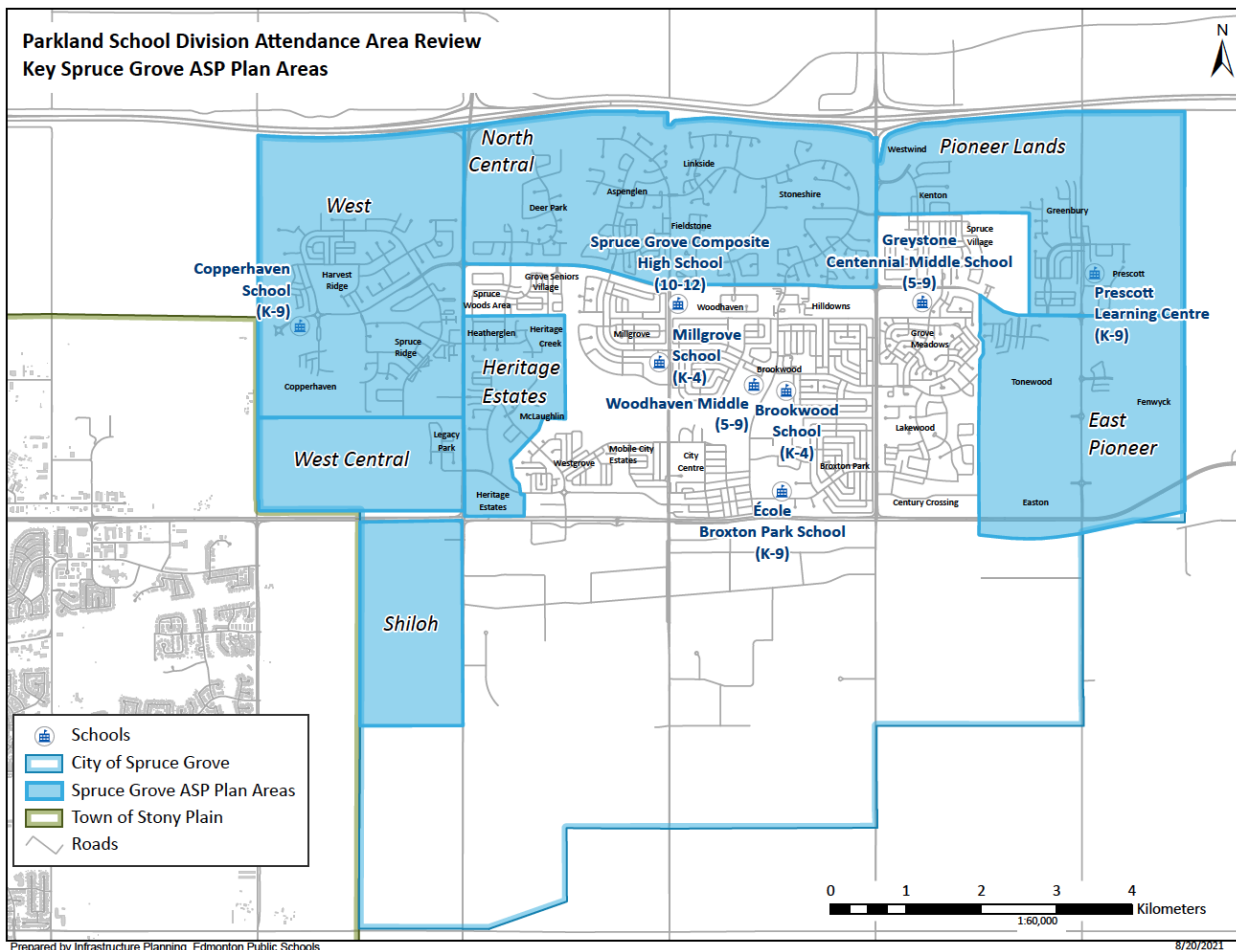 Parkland School Division Attendance Area Review
Key Spruce Grove ASP Plan Areas
N
North
Central
Pioneer Lands
Westwind
Linkside
West
Aspenglen
Stoneshire
Kenton
Deer Park
Greenbury
Fieldstone
Spruce
Village
Spruce Grove Composite
High School
(10-12)
Greystone
Centennial Middle School
(5-9)
Copperhaven
School
(K-9)
Harvest
Ridge
Grove Seniors
Village
Prescott
Prescott
Learning Centre
(K-9)
Spruce
Woods Area
Woodhaven
Hilldowns
Heatherglen
Heritage
Creek
Millgrove
Millgrove
School
(K-4)
Grove
Meadows
Spruce
Ridge
Heritage
Estates
Brookwood
Copperhaven
Tonewood
Woodhaven Middle
(5-9)
Brookwood
School
(K-4)
Fenwyck
McLaughlin
East
Pioneer
Legacy
Park
Lakewood
West Central
Westgrove
Mobile City
Estates
City
Centre
Broxton Park
Heritage
Estates
Century Crossing
Easton
École
Broxton Park School
(K-9)
Shiloh
Schools
City of Spruce Grove
Spruce Grove ASP Plan Areas
Town of Stony Plain
Roads
0 1 2 3 4
Kilometers
1:60,000
Prepared by Infrastructure Planning, Edmonton Public Schools
8/20/2021